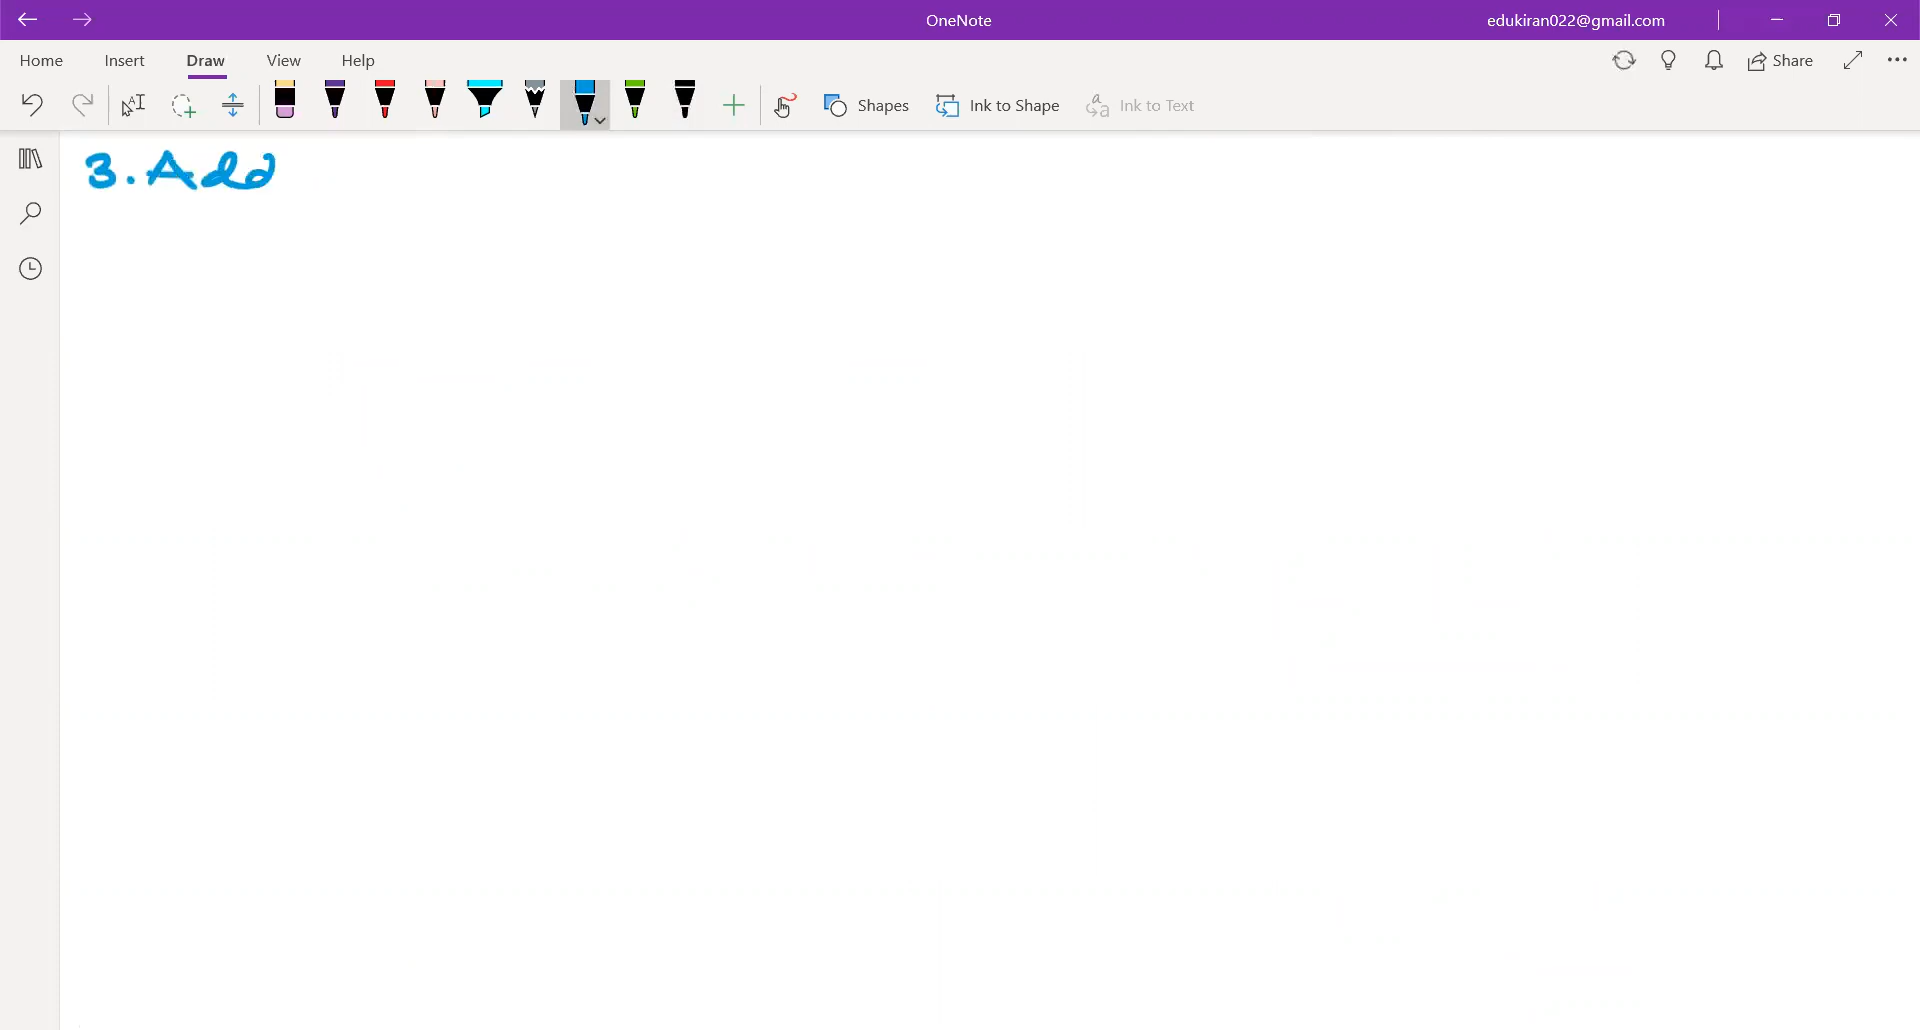 OneNote
edukiran022@gmail.com
Home Insert Draw View Help
Share
Shapes Ink to Shape Ink to Text
3. Add